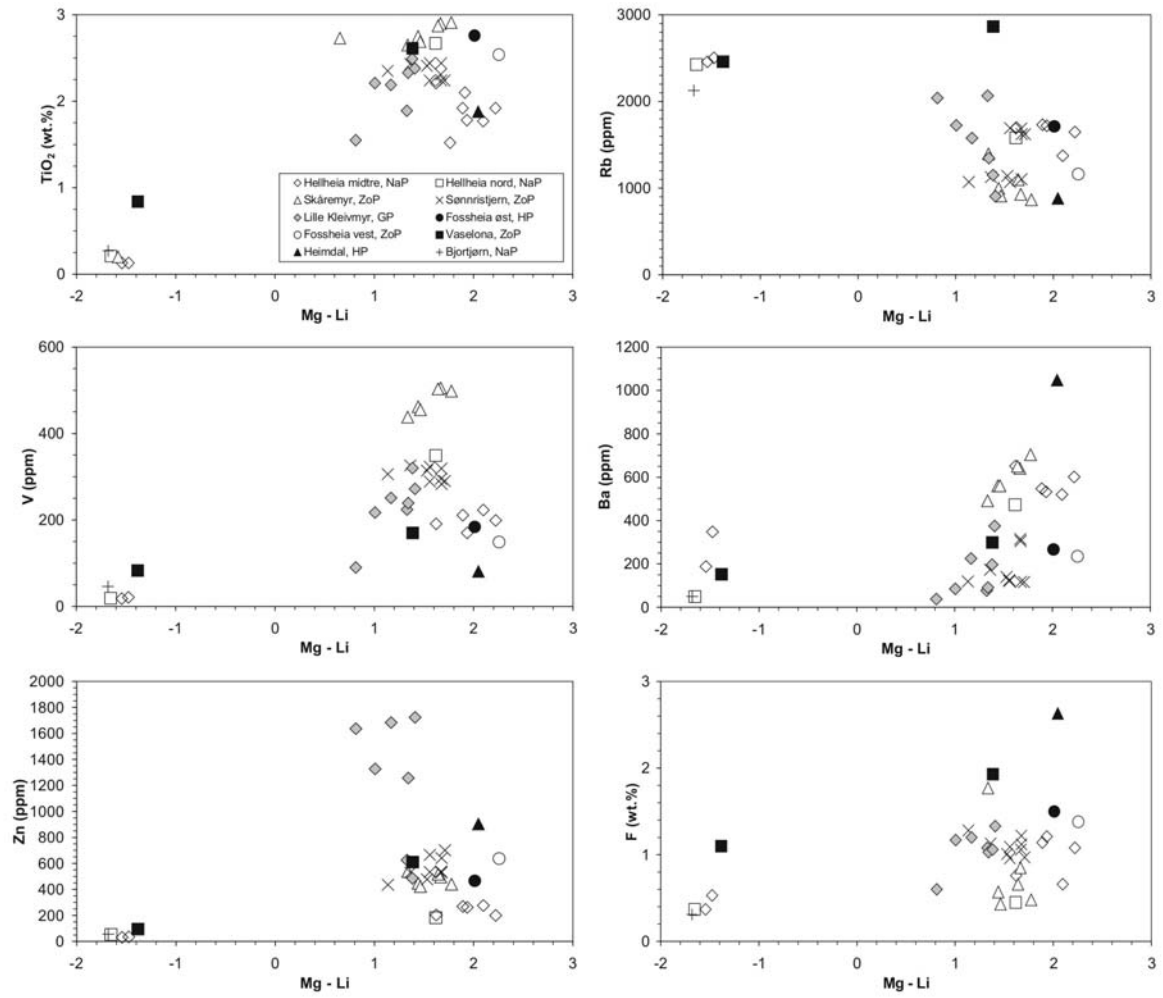 3
2
1
0
TiO2 (wt.%)
-2 -1 0 1 2 3
Mg - Li
Hellheia midtre, NaP
Hellheia nord, NaP
Skåremyr, ZoP
Sønnristjern, ZoP
Lille Kleivmyr, GP
Fossheia øst, HP
Fossheia vest, ZoP
Vaselona, ZoP
Heimdal, HP
Bjortjørn, NaP
3000
2000
1000
0
Rb (ppm)
-2 -1 0 1 2 3
Mg - Li
600
400
200
0
V (ppm)
-2 -1 0 1 2 3
Mg - Li
1200
1000
800
600
400
200
0
Ba (ppm)
-2 -1 0 1 2 3
Mg - Li
2000
1800
1600
1400
1200
1000
800
600
400
200
0
Zn (ppm)
-2 -1 0 1 2 3
Mg - Li
3
2
1
0
F (wt.%)
-2 -1 0 1 2 3
Mg - Li